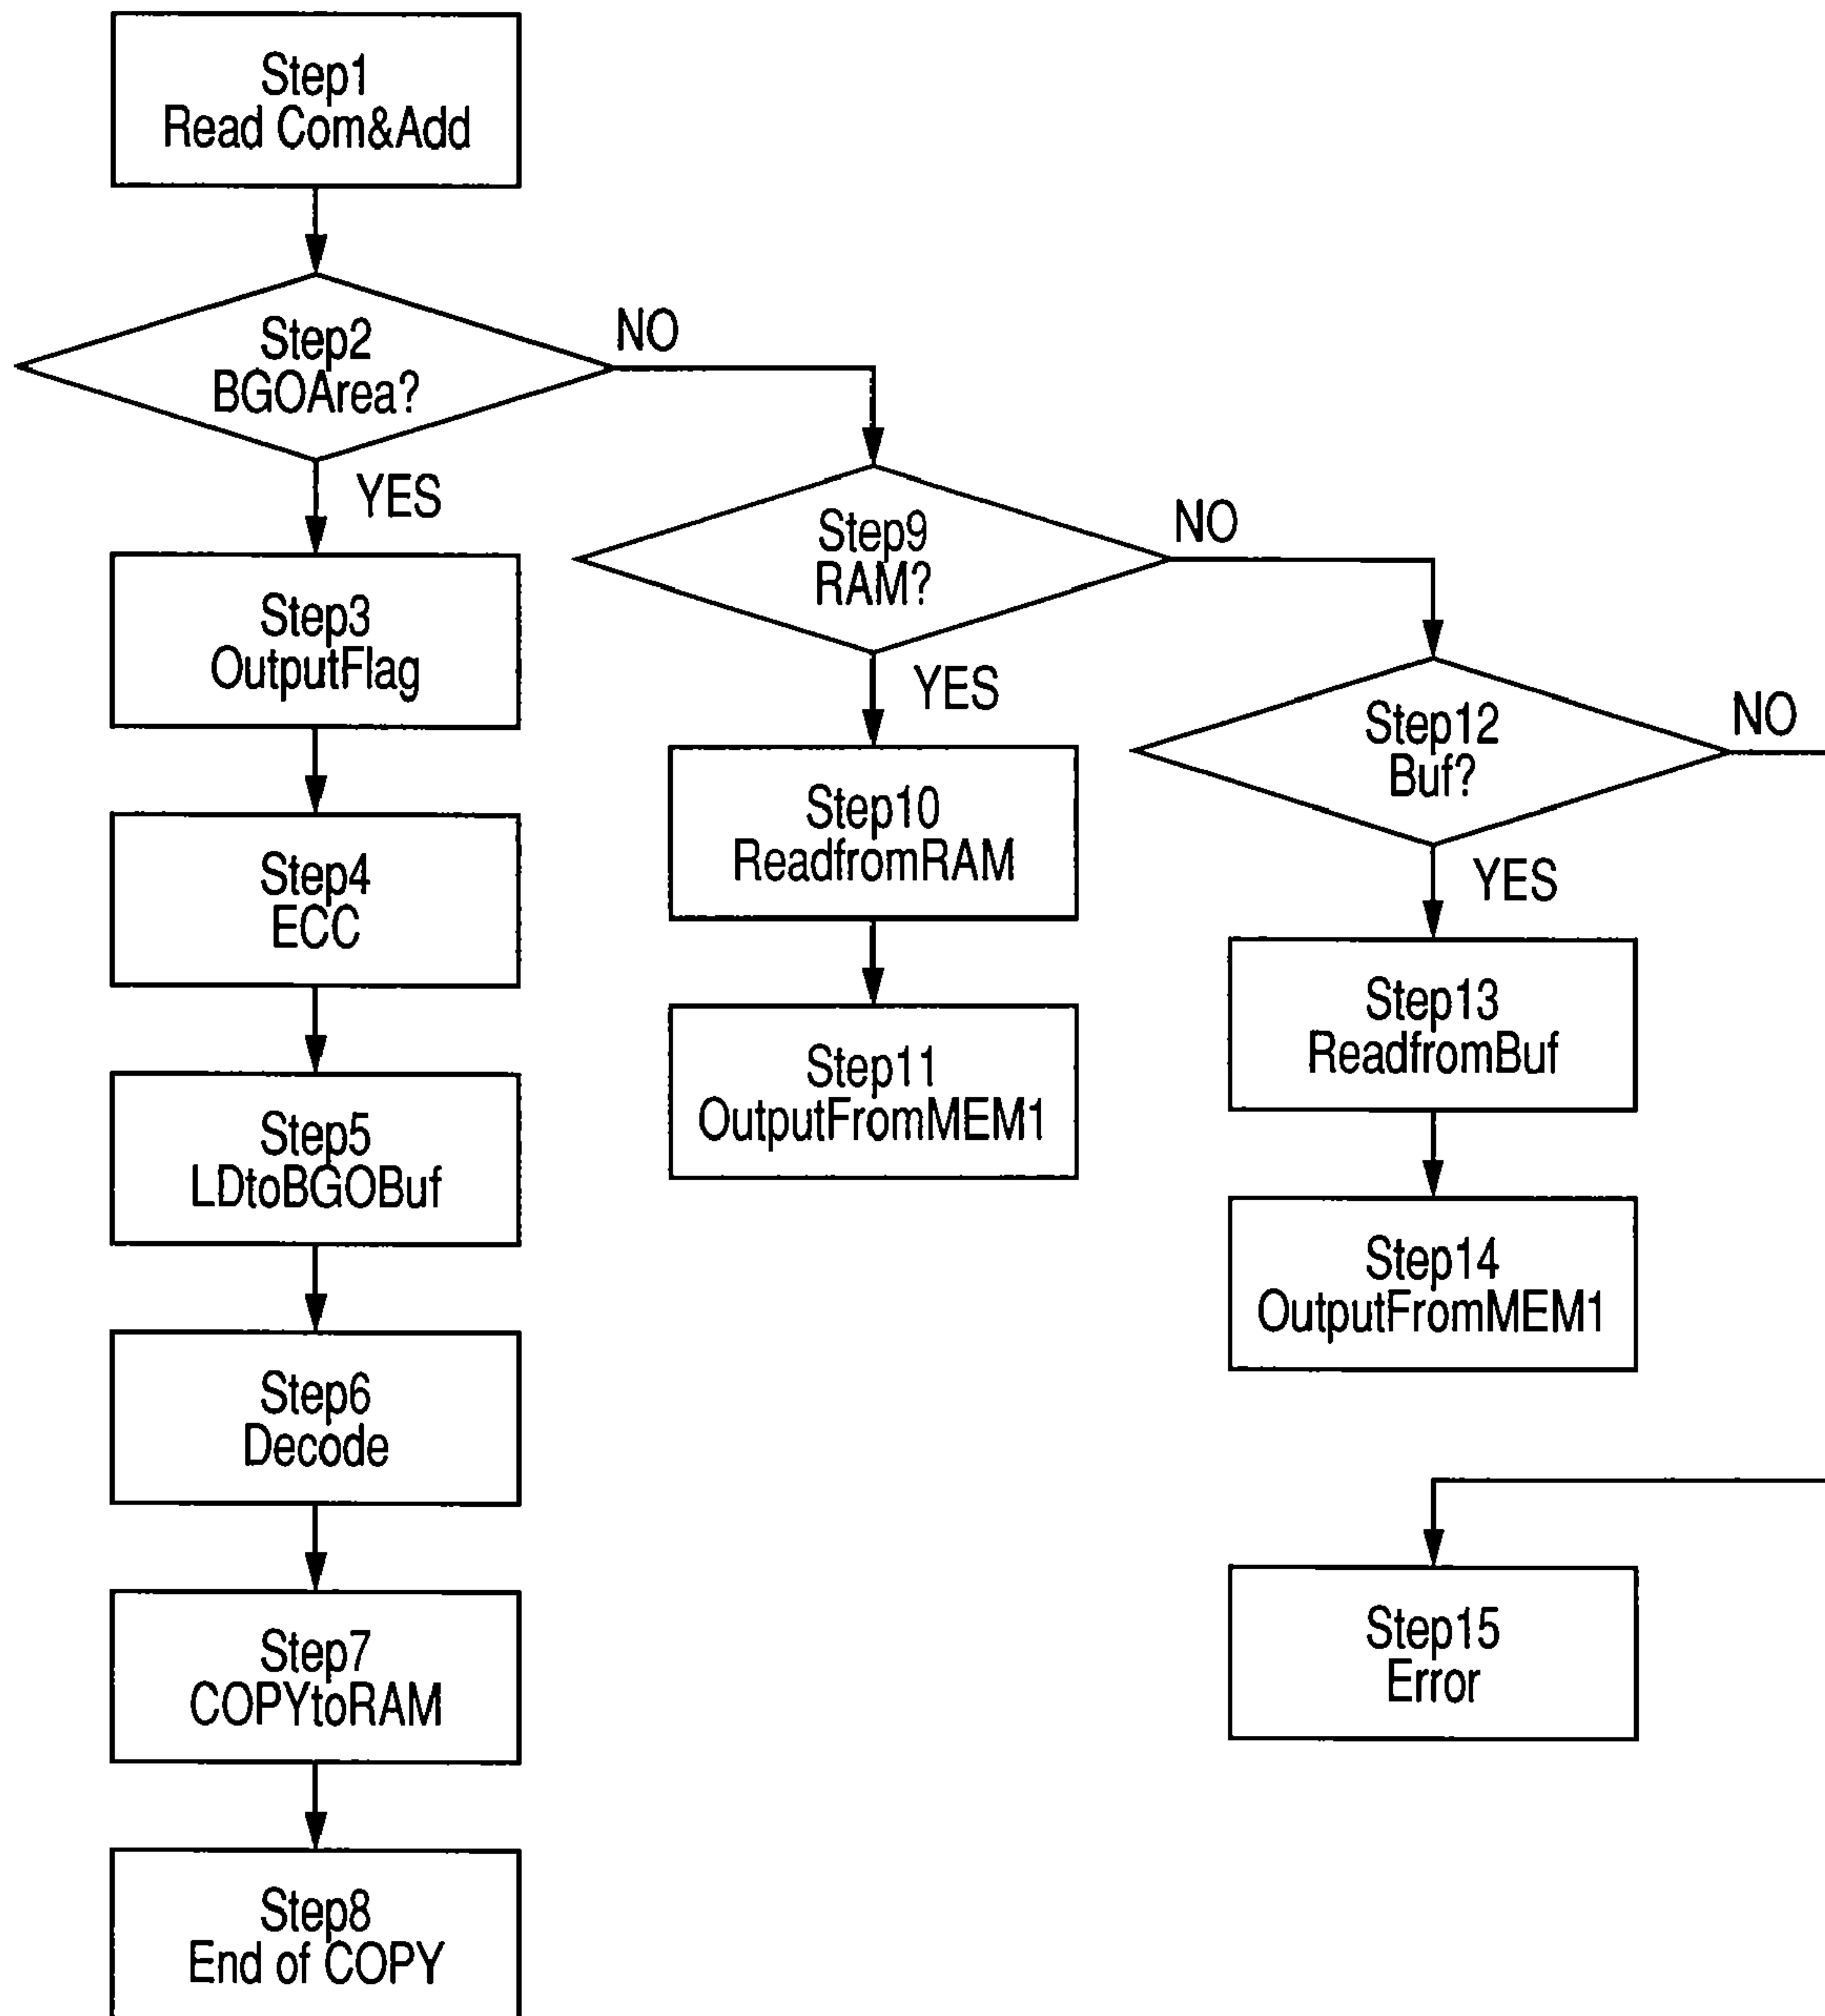 Step1
Read Com&Add
Step2
BGOArea?
NO
YES
Step3
OutputFlag
Step4
ECC
Step5
LDtoBGOBuf
Step6
Decode
Step7
COPYtoRAM
Step8
End of COPY
Step9
RAM?
NO
YES
Step10
ReadfromRAM
Step11
OutputFromMEM1
Step12
Buf?
NO
YES
Step13
ReadfromBuf
Step14
OutputFromMEM1
Step15
Error